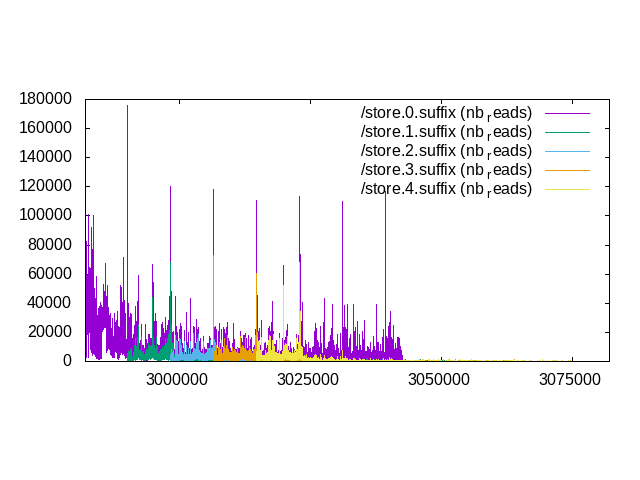 180000
160000
140000
120000
100000
80000
60000
40000
20000
0
/store.0.suffix (nb_reads)
/store.1.suffix (nb_reads)
/store.2.suffix (nb_reads)
/store.3.suffix (nb_reads)
/store.4.suffix (nb_reads)
3000000 3025000 3050000 3075000